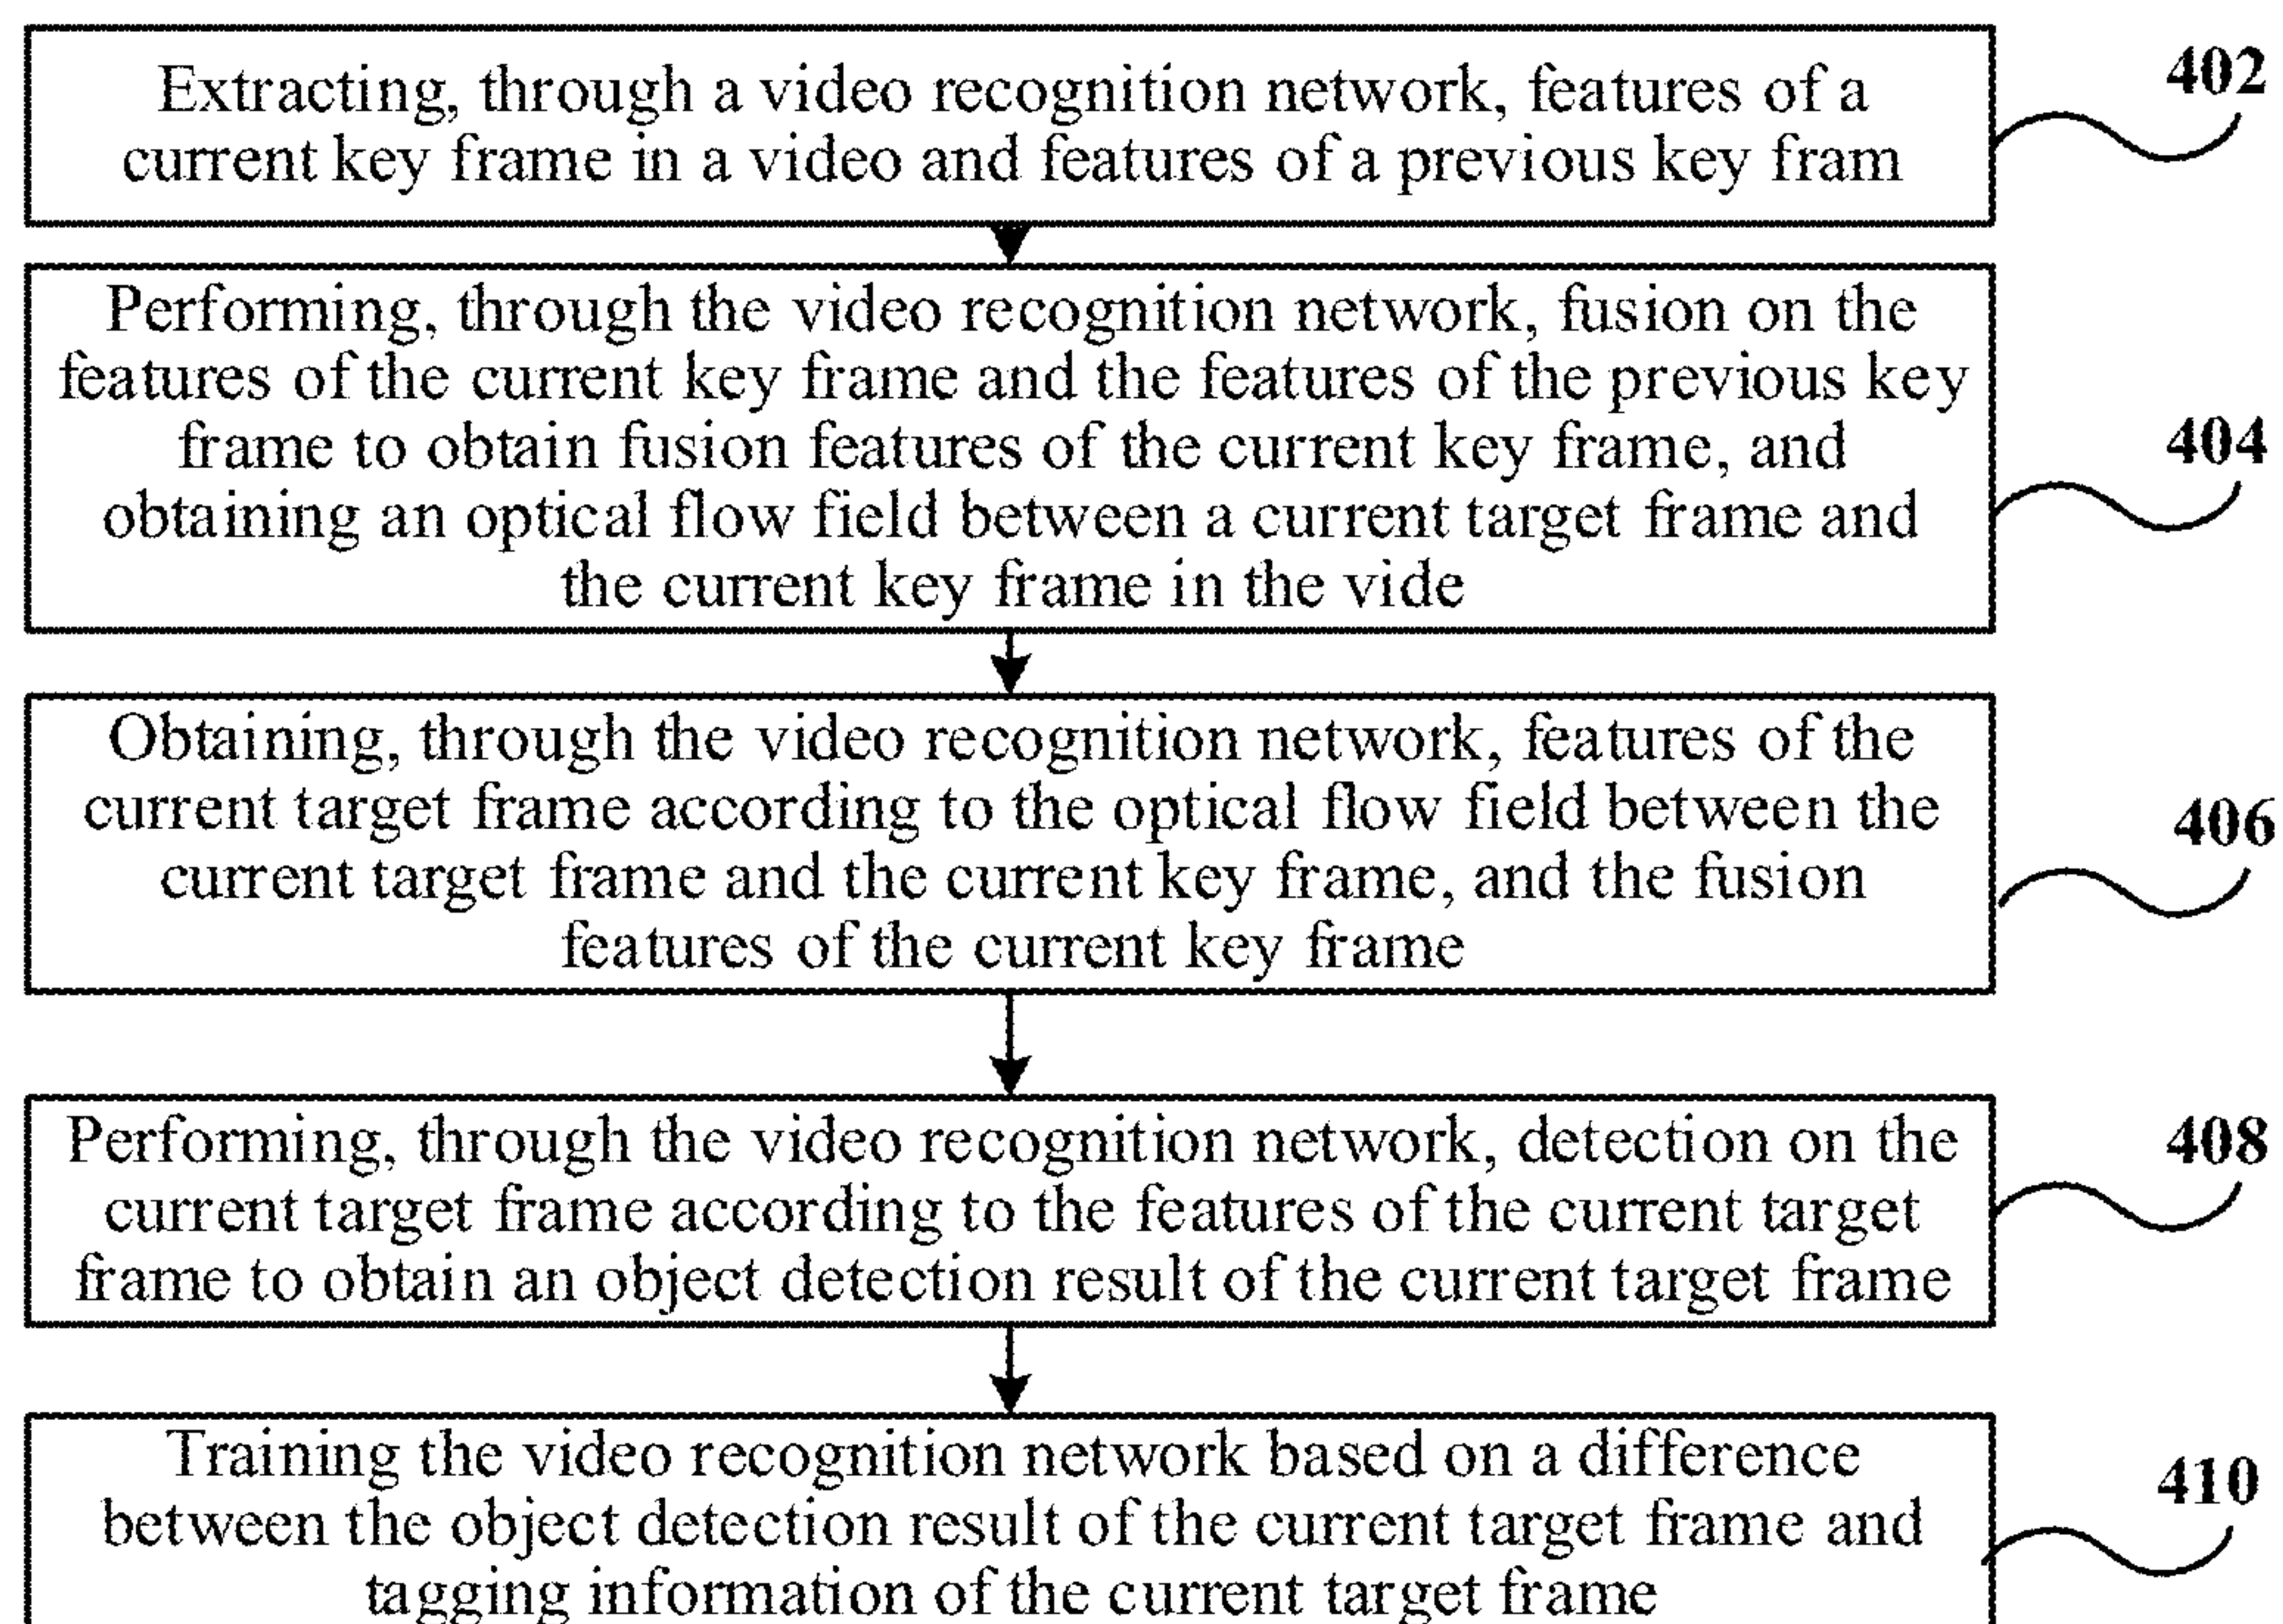 Extracting, through a video recognition network, features of a
current key frame in a video and features of a previous key fram
402
Performing, through the video recognition network, fusion on the
features of the current key frame and the features of the previous key
frame to obtain fusion features of the current key frame, and
obtaining an optical flow field between a current target frame and
the current key frame in the vide
404
Obtaining, through the video recognition network, features of the
current target frame according to the optical flow field between the
current target frame and the current key frame, and the fusion
features of the current key frame
406
Performing, through the video recognition network, detection on the
current target frame according to the features of the current target
frame to obtain an object detection result of the current target frame
408
Training the video recognition network based on a difference
between the object detection result of the current target frame and
tagging information of the current target frame
410